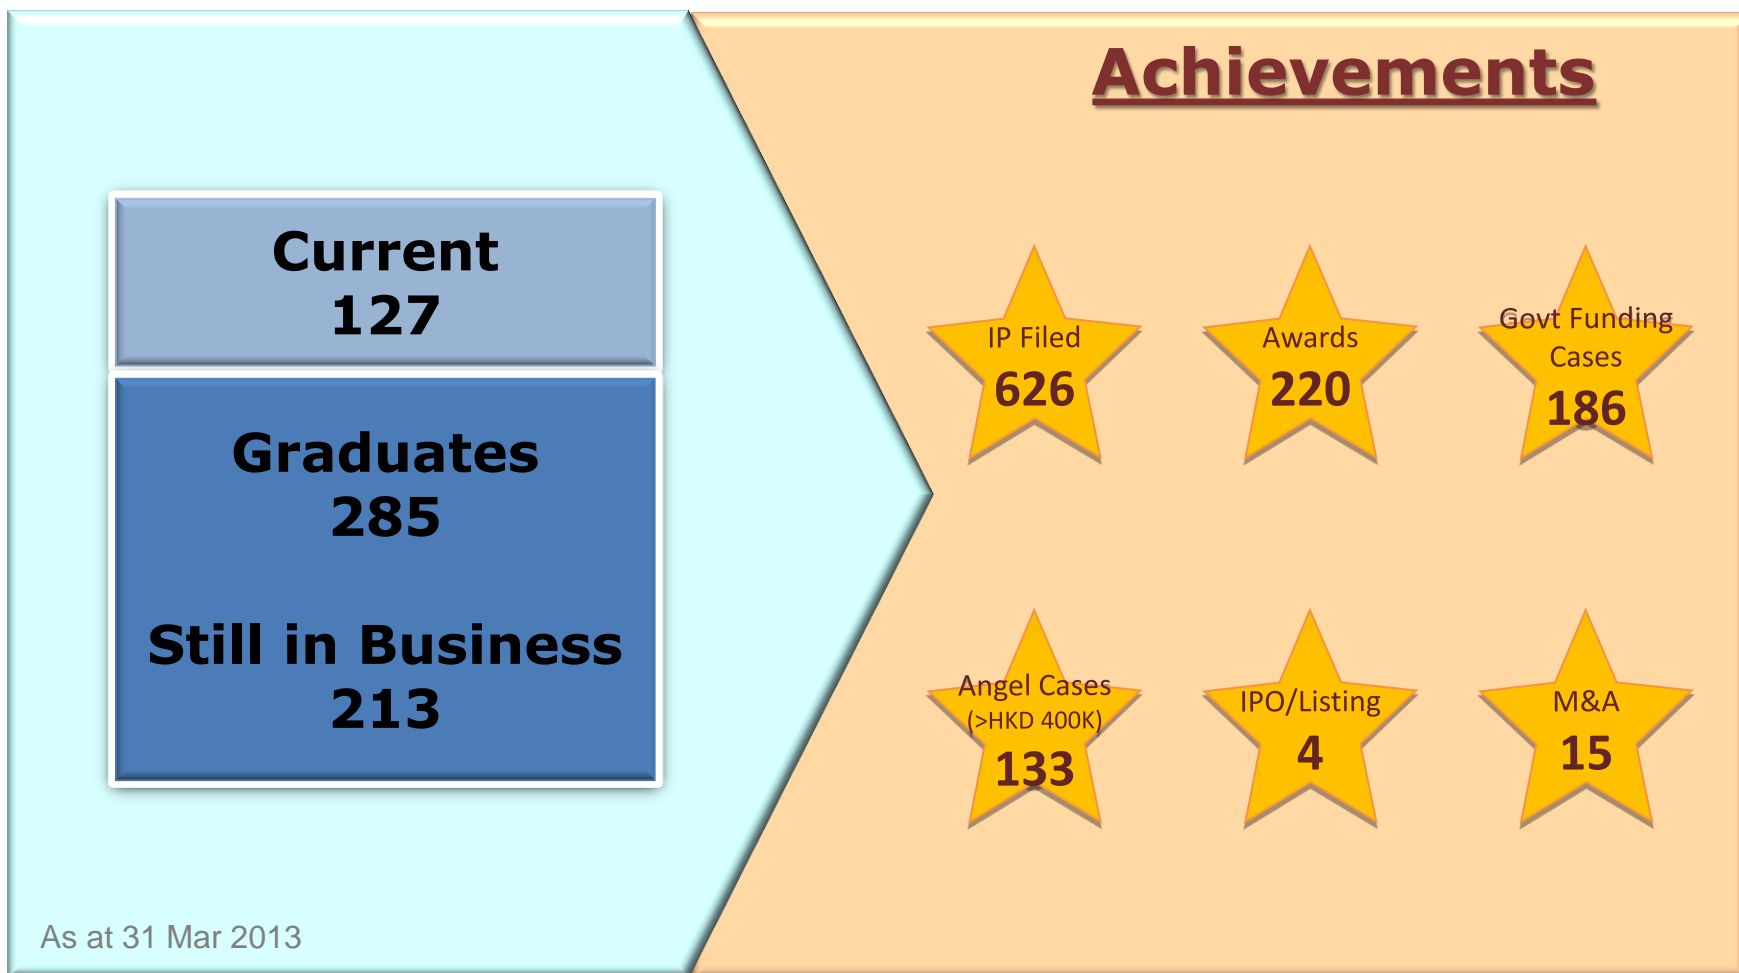 Achievements
Current
127
Graduates
285
Still in Business
213
IP Filed
626
Awards
220
Govt Funding
Cases
186
Angel Cases
(>HKD 400K)
133
IPO/Listing
4
M&A
15
As at 31 Mar 2013